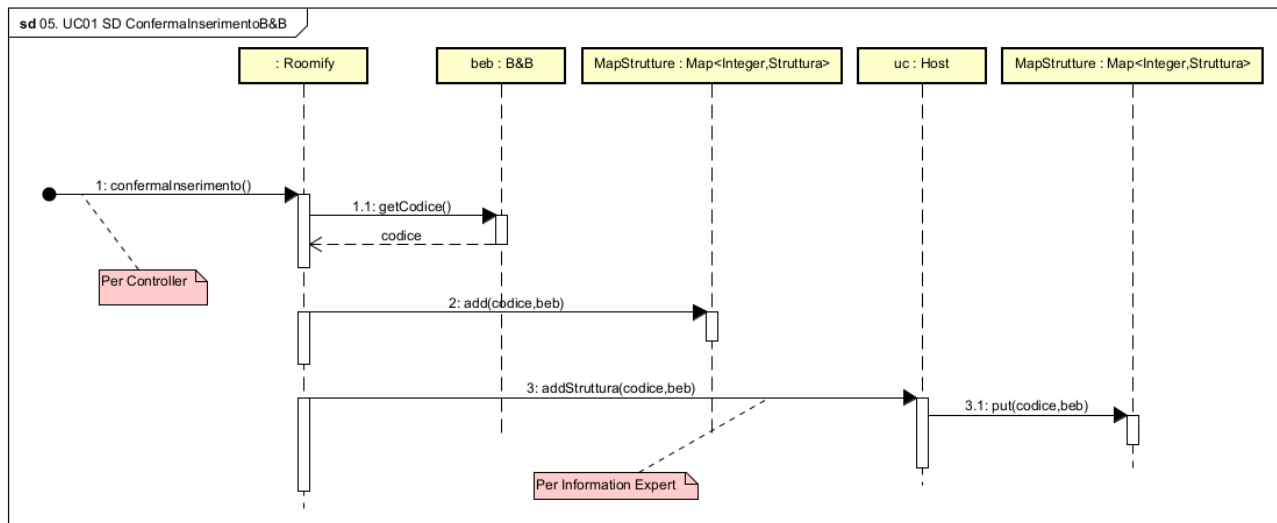 sd 05. UC01 SD ConfermaInserimentoB&B
: Roomify
beb : B&B
MapStrutture : Map<Integer,Struttura>
uc : Host
MapStrutture : Map<Integer,Struttura>
1: confermaInserimento()
1.1: getCodice()
codice
Per Controller
2: add(codice,beb)
3: addStruttura(codice,beb)
3.1: put(codice,beb)
Per Information Expert